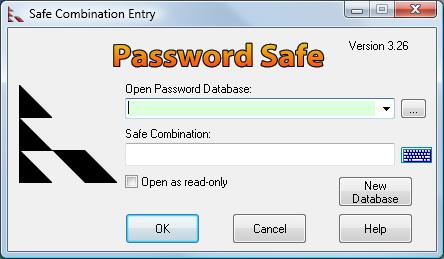 Safe Combination Entry
Password Safe
Version 3.26
Open Password Database:
...
Safe Combination:
Open as read-only
New
Database
OK
Cancel
Help